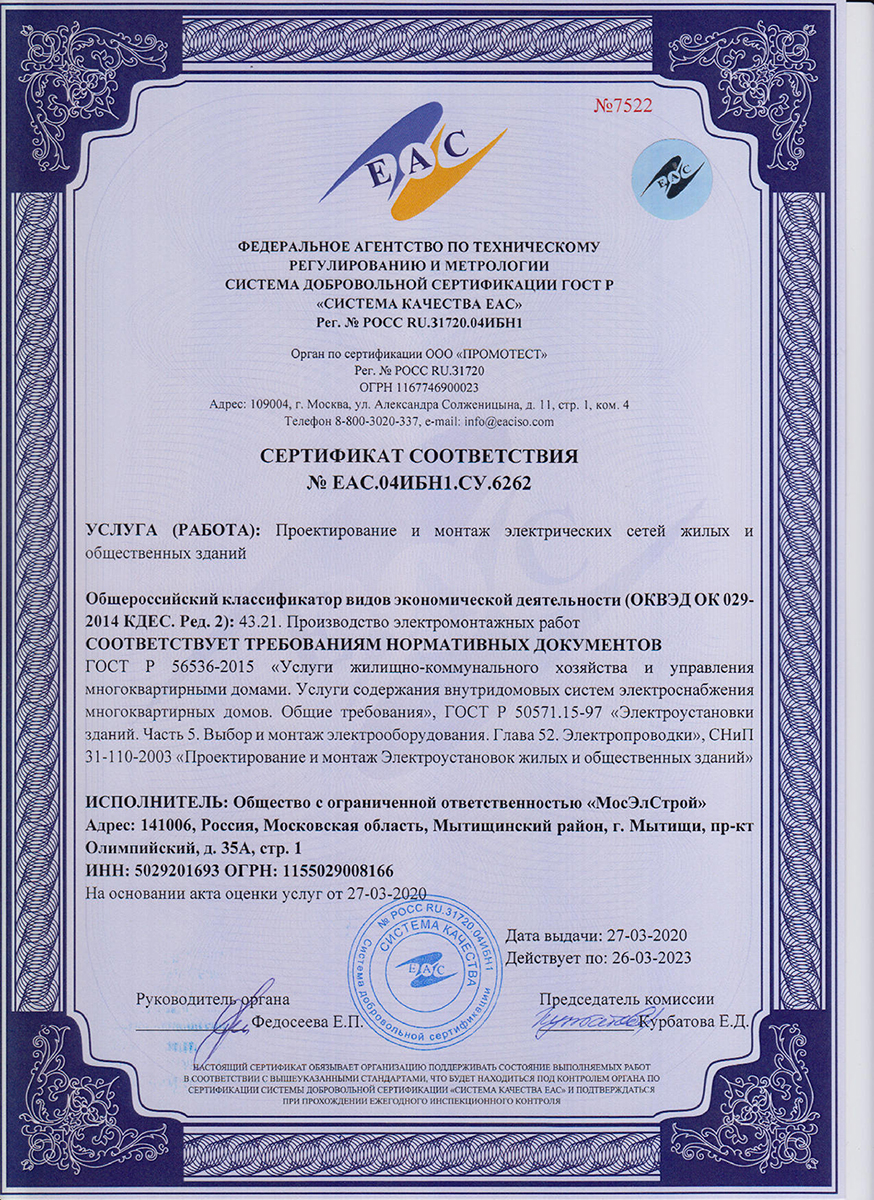 №7522
ЕАС
ЕАС
ФЕДЕРАЛЬНОЕ АГЕНТСТВО ПО ТЕХНИЧЕСКОМУ
РЕГУЛИРОВАНИЮ И МЕТРОЛОГИИ
СИСТЕМА ДОБРОВОЛЬНОЙ СЕРТИФИКАЦИИ ГОСТ Р
«СИСТЕМА КАЧЕСТВА ЕАС»
Рег. № РОСС RU.31720.04ИБН1
Орган по сертификации ООО «ПРОМОТЕСТ»
Рег. № РОСС RU.31720
ОГРН 1167746900023
Адрес: 109004, г. Москва, ул. Александра Солженицына, д. 11, стр. 1, ком. 4
Телефон 8-800-3020-337, e-mail: info@eaciso.com
СЕРТИФИКАТ СООТВЕТСТВИЯ
№ ЕАС.04ИБН1.СУ.6262
УСЛУГА (РАБОТА): Проектирование и монтаж электрических сетей жилых и
общественных зданий
Общероссийский классификатор видов экономической деятельности (ОКВЭД ОК 029-
2014 КДЕС. Ред. 2): 43.21. Производство электромонтажных работ
СООТВЕТСТВУЕТ ТРЕБОВАНИЯМ НОРМАТИВНЫХ ДОКУМЕНТОВ
ГОСТ Р 56536-2015 «Услуги жилищно-коммунального хозяйства и управления
многоквартирными домами. Услуги содержания внутридомовых систем электроснабжения
многоквартирных домов. Общие требования», ГОСТ Р 50571.15-97 «Электроустановки
зданий. Часть 5. Выбор и монтаж электрооборудования. Глава 52. Электропроводки», СНиП
31-110-2003 «Проектирование и монтаж Электроустановок жилых и общественных зданий»
ИСПОЛНИТЕЛЬ: Общество с ограниченной ответственностью «МосЭлСтрой»
Адрес: 141006, Россия, Московская область, Мытищинский район, г. Мытищи, пр-кт
Олимпийский, д. 35А, стр. 1
ИНН: 5029201693 ОГРН: 1155029008166
На основании акта оценки услуг от 27-03-2020
№ РОСС RU.31720.04ИБН1
СИСТЕМА КАЧЕСТВА
ЕАС
Система добровольной сертификации
Дата выдачи: 27-03-2020
Действует по: 26-03-2023
Руководитель органа
Федосеева Е.П.
Председатель комиссии
Курбатова Е.Д.
НАСТОЯЩИЙ СЕРТИФИКАТ ОБЯЗЫВАЕТ ОРГАНИЗАЦИЮ ПОДДЕРЖИВАТЬ СОСТОЯНИЕ ВЫПОЛНЯЕМЫХ РАБОТ
В СООТВЕТСТВИИ С ВЫШЕУКАЗАННЫМИ СТАНДАРТАМИ, ЧТО БУДЕТ НАХОДИТЬСЯ ПОД КОНТРОЛЕМ ОРГАНА ПО
СЕРТИФИКАЦИИ СИСТЕМЫ ДОБРОВОЛЬНОЙ СЕРТИФИКАЦИИ «СИСТЕМА КАЧЕСТВА ЕАС» И ПОДТВЕРЖДАТЬСЯ
ПРИ ПРОХОЖДЕНИИ ЕЖЕГОДНОГО ИНСПЕКЦИОННОГО КОНТРОЛЯ